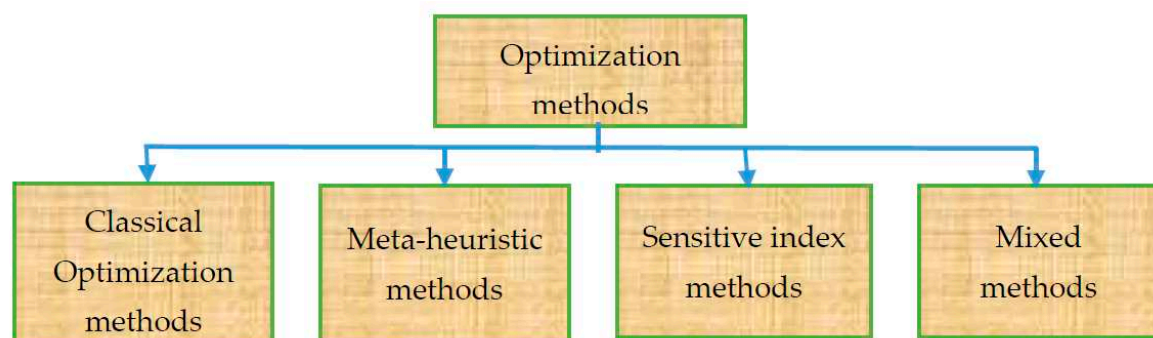 Optimization
methods
Classical
Optimization
methods
Meta-heuristic
methods
Sensitive index
methods
Mixed
methods